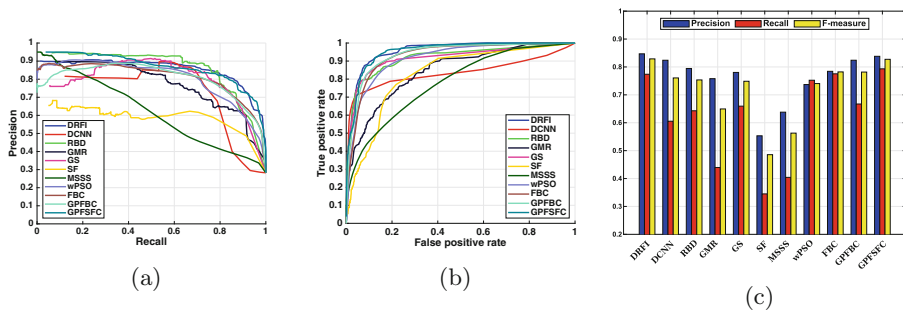 1
0.9
0.8
0.7
0.6
0.5
0.4
0.3
0.2
0.1
0
0 0.2 0.4 0.6 0.8 1
Precision
Recall
DRFI
DCNN
RBD
GMR
GS
SF
MSSS
wPSO
FBC
GPFBC
GPFSFC
(a)
1
0.9
0.8
0.7
0.6
0.5
0.4
0.3
0.2
0.1
0
0 0.2 0.4 0.6 0.8 1
True positive rate
False positive rate
DRFI
DCNN
RBD
GMR
GS
SF
MSSS
wPSO
FBC
GPFBC
GPFSFC
(b)
Precision Recall F-measure
1
0.9
0.8
0.7
0.6
0.5
0.4
0.3
0.2
DRFI DCNN RBD GMR GS SF MSSS wPSO FBC GPFBC GPFSFC
(c)